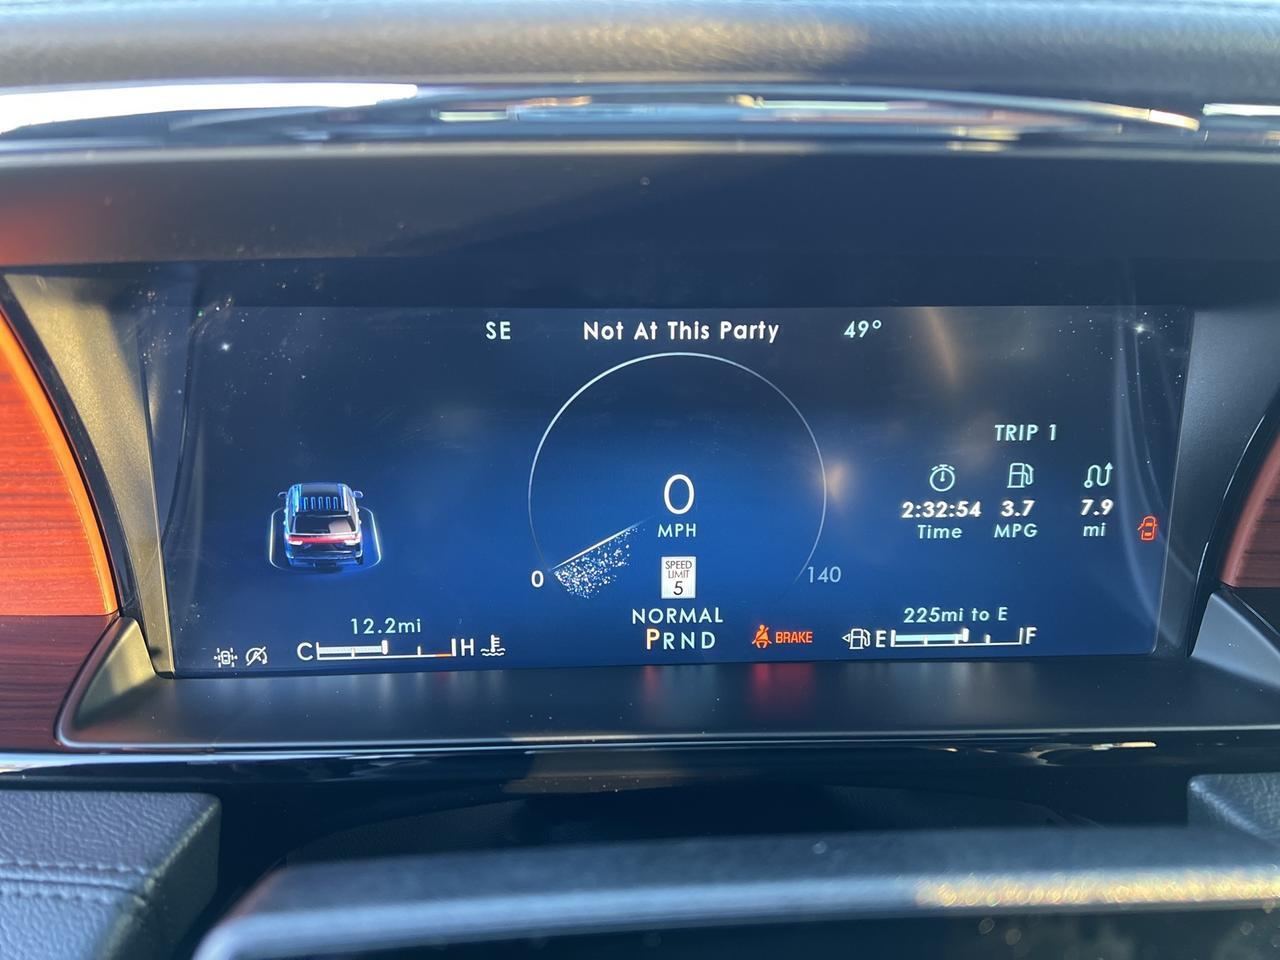 SE Not At This Party 49°
TRIP 1
2:32:54 3.7 7.9
Time MPG mi
0
MPH
SPEED
LIMIT
5
0 140
NORMAL
PRND
BRAKE
12.2mi
C H
225mi to E
E F